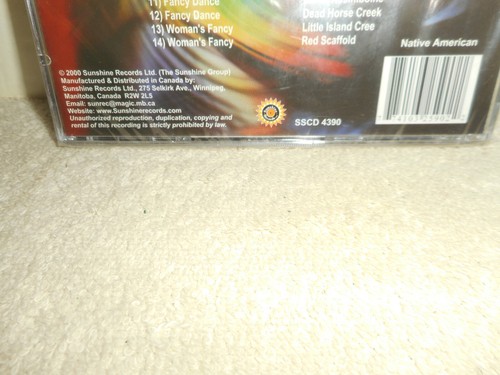 11) Fancy Dance
12) Fancy Dance Dead Horse Creek
13) Woman's Fancy Little Island Cree
14) Woman's Fancy Red Scaffold
Native American
© 2000 Sunshine Records Ltd. (The Sunshine Group)
Manufactured & Distributed in Canada by:
Sunshine Records Ltd., 275 Selkirk Ave., Winnipeg,
Manitoba, Canada R2W 2L5
Email: sunrec@magic.mb.ca
Website: www.Sunshinerecords.com
Unauthorized reproduction, duplication, copying and
rental of this recording is strictly prohibited by law.
SSCD 4390